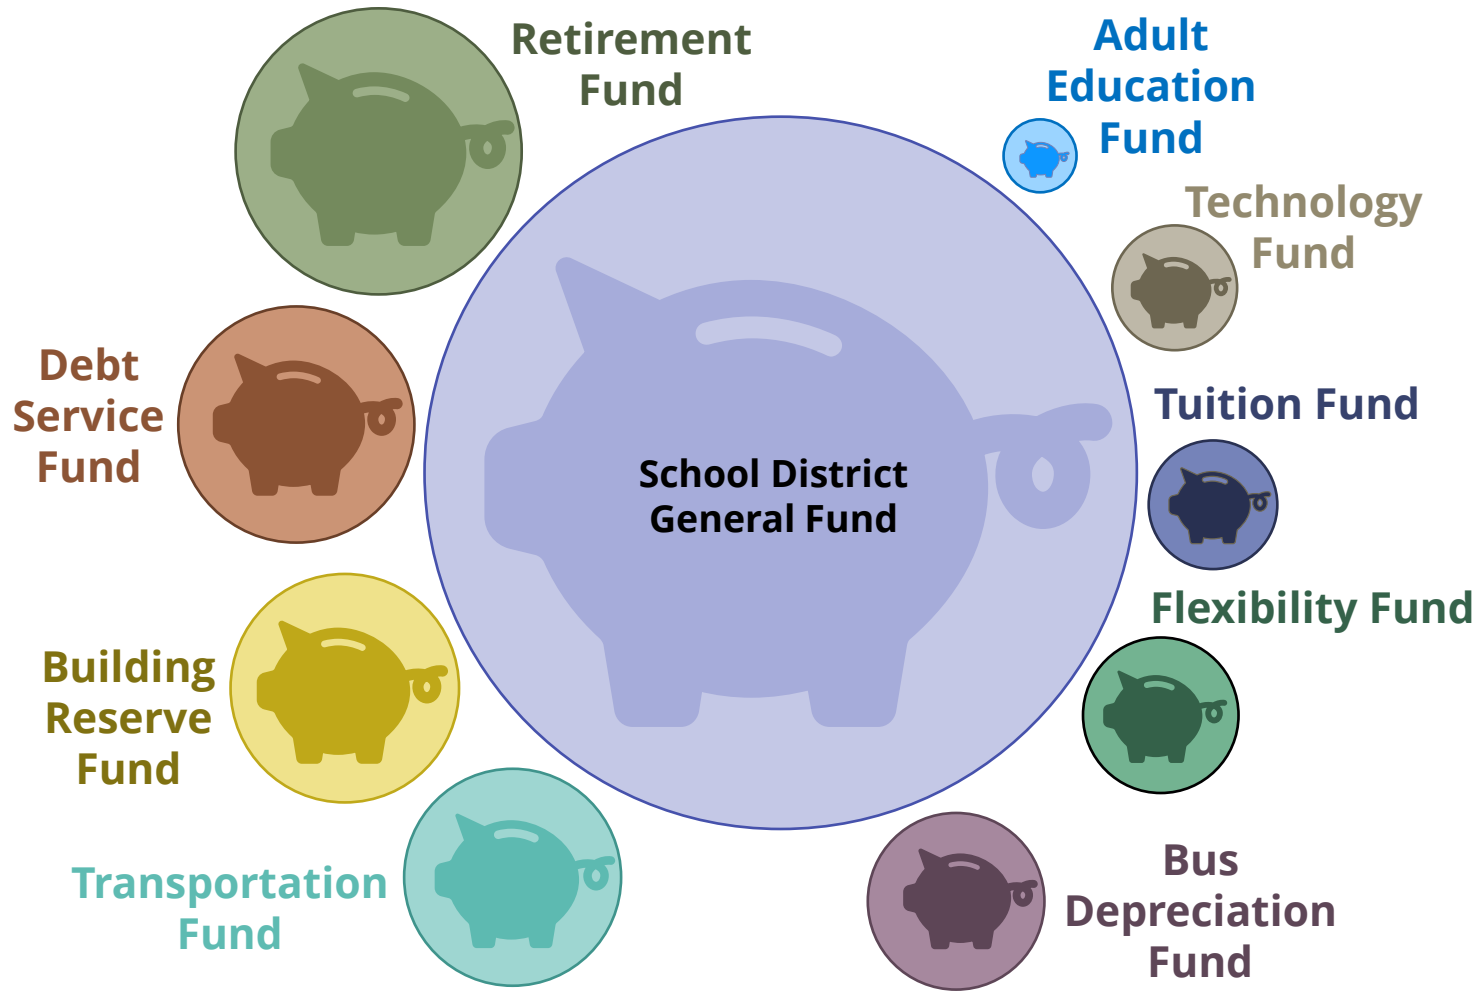 Retirement
Fund
Adult
Education
Fund
Technology
Fund
Debt
Service
Fund
Tuition Fund
School District
General Fund
Flexibility Fund
Building
Reserve
Fund
Transportation
Fund
Bus
Depreciation
Fund